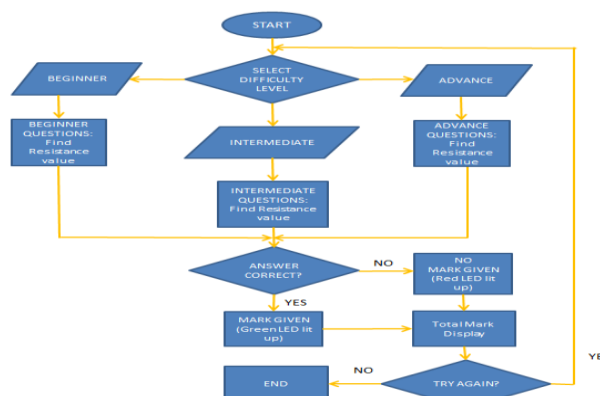 START
SELECT
DIFFICULTY
LEVEL
BEGINNER
ADVANCE
INTERMEDIATE
BEGINNER
QUESTIONS:
Find
Resistance
value
ADVANCE
QUESTIONS:
Find
Resistance
value
INTERMEDIATE
QUESTIONS:
Find Resistance
value
ANSWER
CORRECT?
NO
NO
MARK GIVEN
(Red LED lit
up)
YES
MARK GIVEN
(Green LED lit
up)
Total Mark
Display
TRY AGAIN?
NO
END